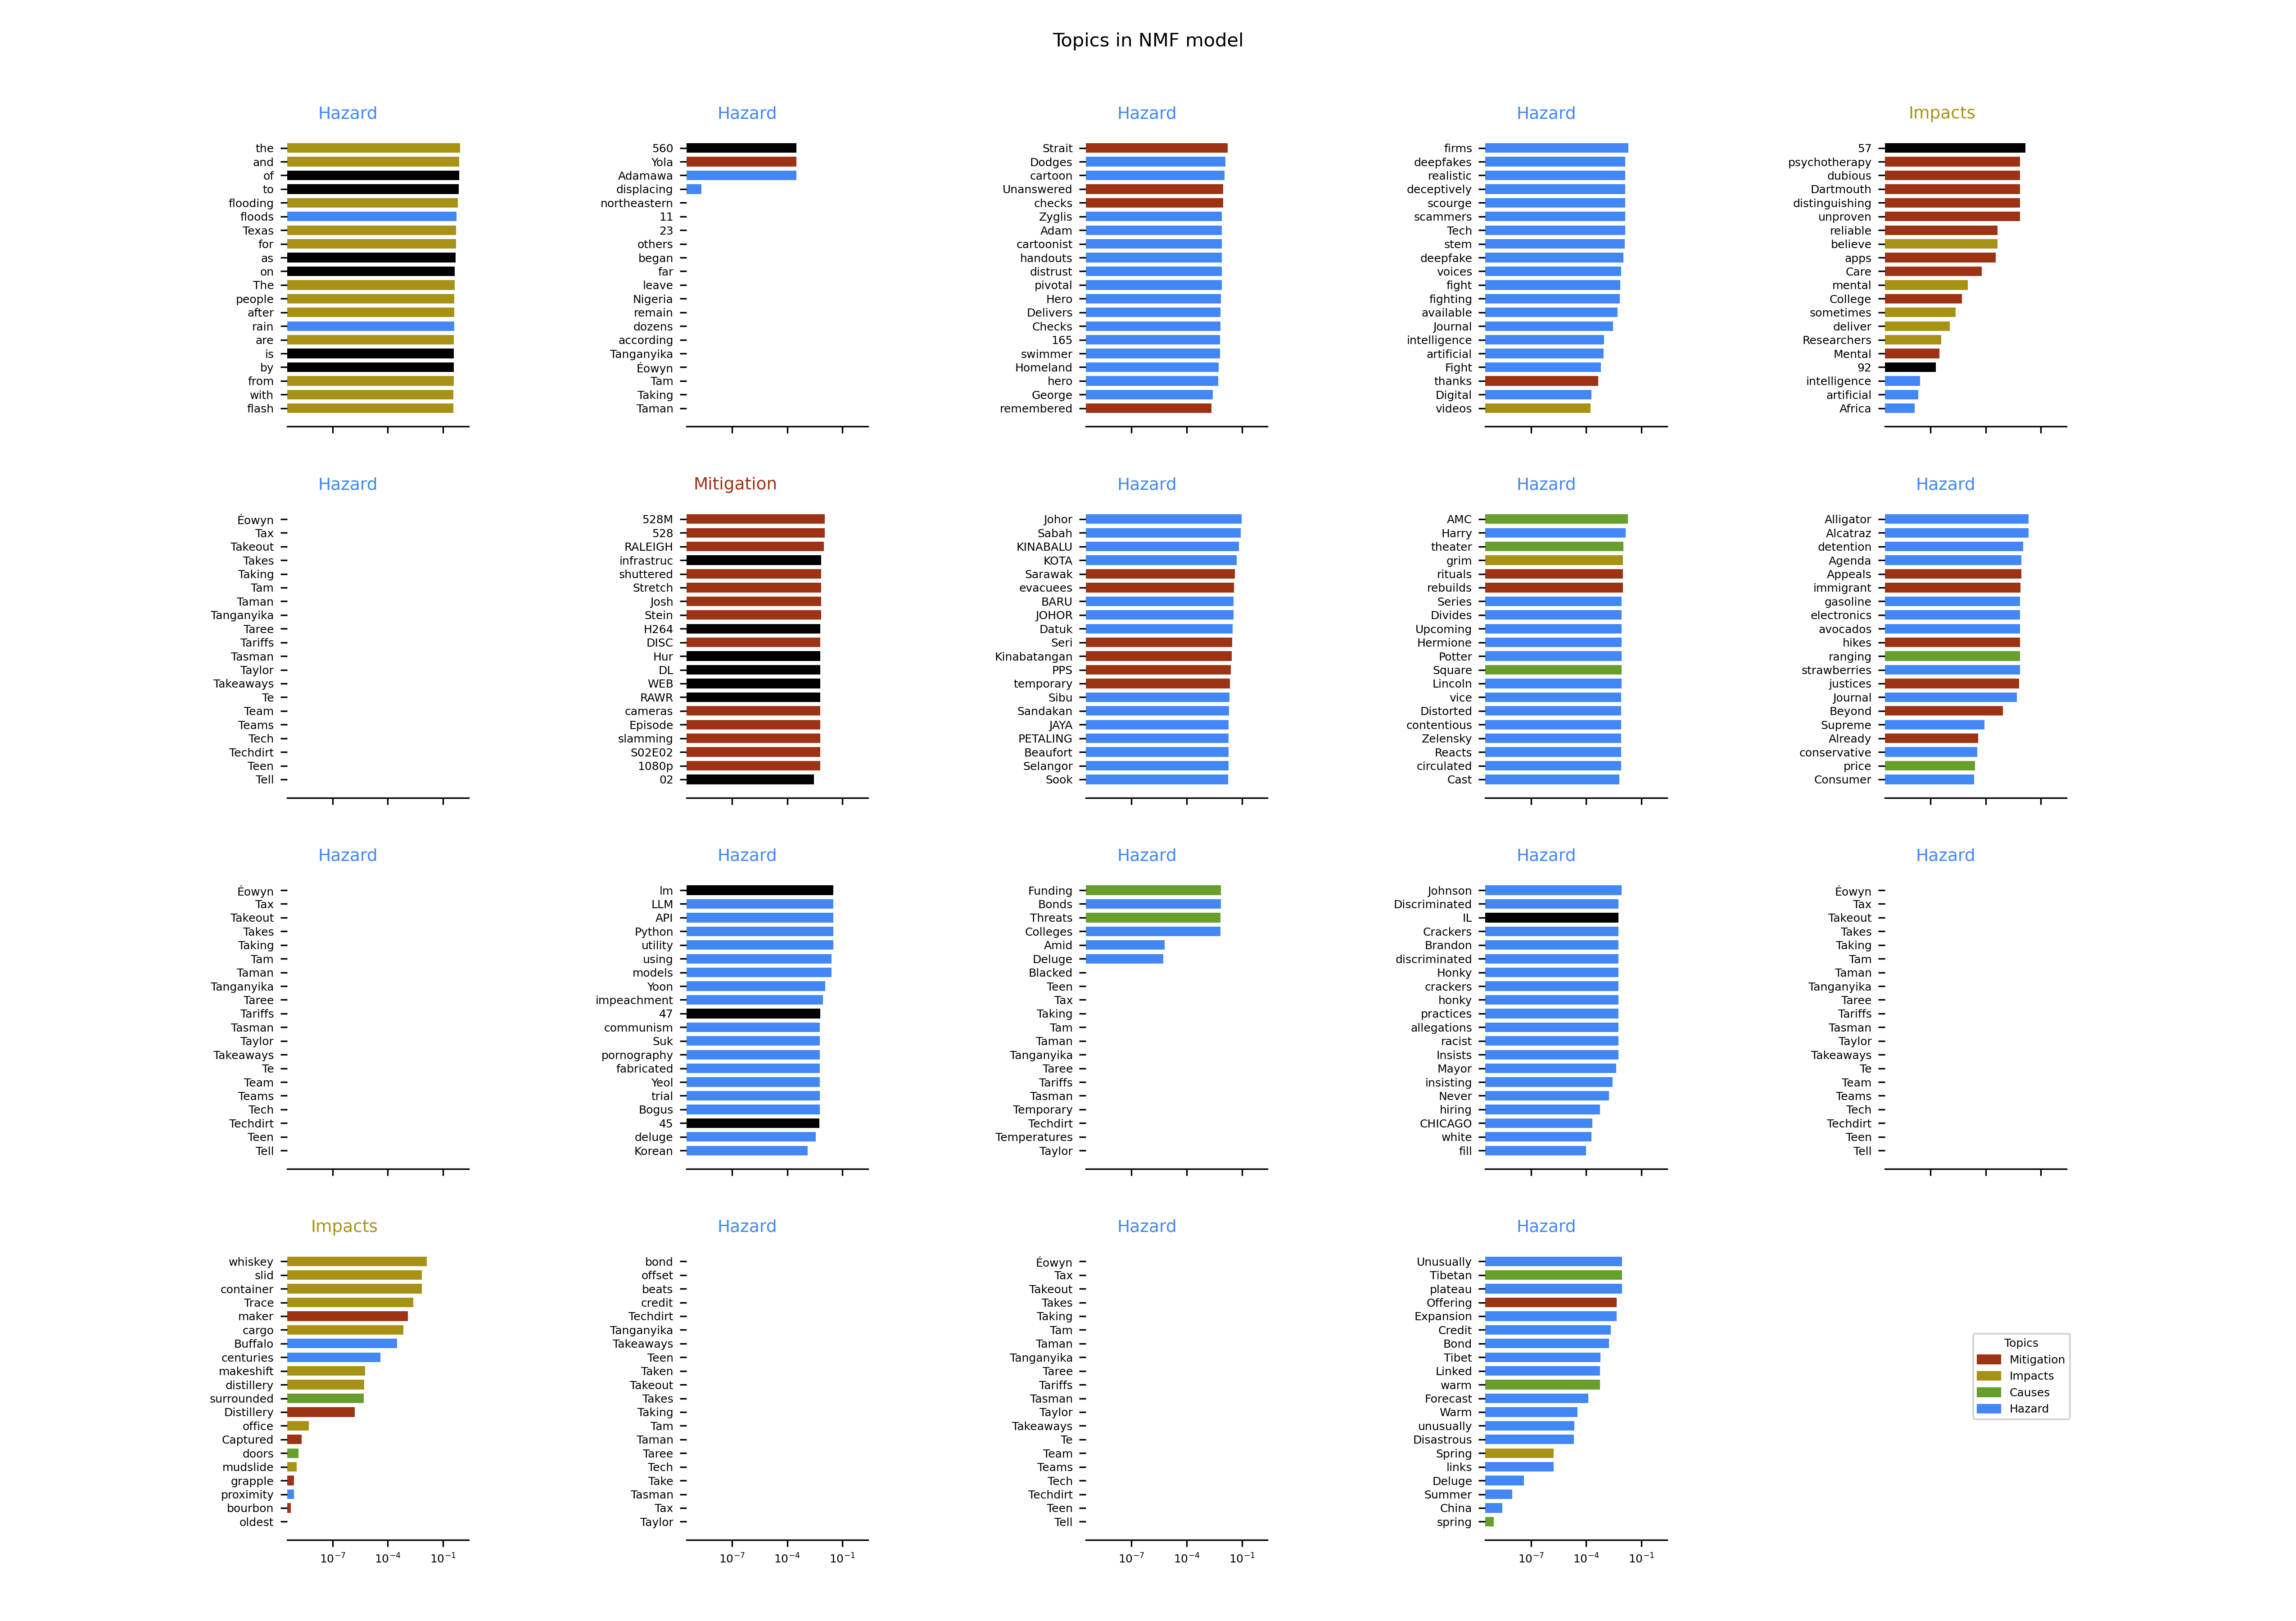 Topics in NMF model
Hazard
the
and
of
to
flooding
floods
Texas
for
as
on
The
people
after
rain
are
is
by
from
with
flash
Hazard
560
Yola
Adamawa
displacing
northeastern
11
23
others
began
far
leave
Nigeria
remain
dozens
according
Tanganyika
Éowyn
Tam
Taking
Taman
Hazard
Strait
Dodges
cartoon
Unanswered
checks
Zyglis
Adam
cartoonist
handouts
distrust
pivotal
Hero
Delivers
Checks
165
swimmer
Homeland
hero
George
remembered
Hazard
firms
deepfakes
realistic
deceptively
scourge
scammers
Tech
stem
deepfake
voices
fight
fighting
available
Journal
intelligence
artificial
Fight
thanks
Digital
videos
Impacts
57
psychotherapy
dubious
Dartmouth
distinguishing
unproven
reliable
believe
apps
Care
mental
College
sometimes
deliver
Researchers
Mental
92
intelligence
artificial
Africa
Hazard
Éowyn
Tax
Takeout
Takes
Taking
Tam
Taman
Tanganyika
Taree
Tariffs
Tasman
Taylor
Takeaways
Te
Team
Teams
Tech
Techdirt
Teen
Tell
Mitigation
528M
528
RALEIGH
infrastruc
shuttered
Stretch
Josh
Stein
H264
DISC
Hur
DL
WEB
RAWR
cameras
Episode
slamming
S02E02
1080p
02
Hazard
Johor
Sabah
KINABALU
KOTA
Sarawak
evacuees
BARU
JOHOR
Datuk
Seri
Kinabatangan
PPS
temporary
Sibu
Sandakan
JAYA
PETALING
Beaufort
Selangor
Sook
Hazard
AMC
Harry
theater
grim
rituals
rebuilds
Series
Divides
Upcoming
Hermione
Potter
Square
Lincoln
vice
Distorted
contentious
Zelensky
Reacts
circulated
Cast
Hazard
Alligator
Alcatraz
detention
Agenda
Appeals
immigrant
gasoline
electronics
avocados
hikes
ranging
strawberries
justices
Journal
Beyond
Supreme
Already
conservative
price
Consumer
Hazard
Éowyn
Tax
Takeout
Takes
Taking
Tam
Taman
Tanganyika
Taree
Tariffs
Tasman
Taylor
Takeaways
Te
Team
Teams
Tech
Techdirt
Teen
Tell
Hazard
lm
LLM
API
Python
utility
using
models
Yoon
impeachment
47
communism
Suk
pornography
fabricated
Yeol
trial
Bogus
45
deluge
Korean
Hazard
Funding
Bonds
Threats
Colleges
Amid
Deluge
Blacked
Teen
Tax
Taking
Tam
Taman
Tanganyika
Taree
Tariffs
Tasman
Temporary
Techdirt
Temperatures
Taylor
Hazard
Johnson
Discriminated
IL
Crackers
Brandon
discriminated
Honky
crackers
honky
practices
allegations
racist
Insists
Mayor
insisting
Never
hiring
CHICAGO
white
fill
Hazard
Éowyn
Tax
Takeout
Takes
Taking
Tam
Taman
Tanganyika
Taree
Tariffs
Tasman
Taylor
Takeaways
Te
Team
Teams
Tech
Techdirt
Teen
Tell
Impacts
whiskey
slid
container
Trace
maker
cargo
Buffalo
centuries
makeshift
distillery
surrounded
Distillery
office
Captured
doors
mudslide
grapple
proximity
bourbon
oldest
10⁻⁷ 10⁻⁴ 10⁻¹
Hazard
bond
offset
beats
credit
Techdirt
Tanganyika
Takeaways
Teen
Taken
Takeout
Takes
Taking
Tam
Taman
Taree
Tech
Take
Tasman
Tax
Taylor
10⁻⁷ 10⁻⁴ 10⁻¹
Hazard
Éowyn
Tax
Takeout
Takes
Taking
Tam
Taman
Tanganyika
Taree
Tariffs
Tasman
Taylor
Takeaways
Te
Team
Teams
Tech
Techdirt
Teen
Tell
10⁻⁷ 10⁻⁴ 10⁻¹
Hazard
Unusually
Tibetan
plateau
Offering
Expansion
Credit
Bond
Tibet
Linked
warm
Forecast
Warm
unusually
Disastrous
Spring
links
Deluge
Summer
China
spring
10⁻⁷ 10⁻⁴ 10⁻¹
Topics
Mitigation
Impacts
Causes
Hazard